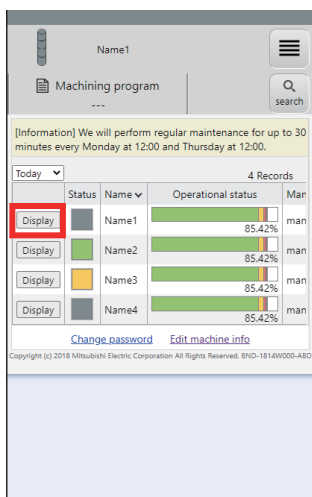 Name1
Machining program
---
search
[Information] We will perform regular maintenance for up to 30
minutes every Monday at 12:00 and Thursday at 12:00.
Today
4 Records
Status Name Operational status Man
Display Name1 85.42% man
Display Name2 85.42% man
Display Name3 85.42% man
Display Name4 85.42% man
Change password Edit machine info
Copyright (c) 2018 Mitsubishi Electric Corporation All Rights Reserved. BND-1814W000-A8D